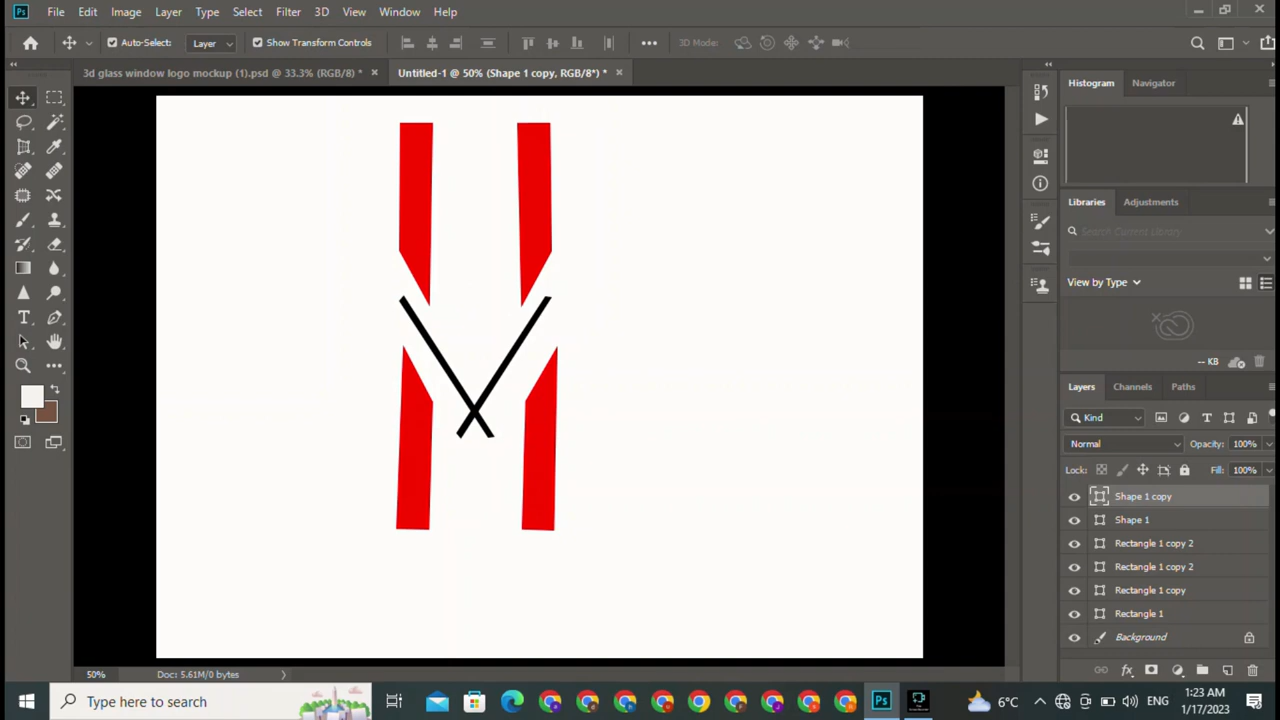 Ps File Edit Image Layer Type Select Filter 3D View Window Help
Auto-Select: Layer Show Transform Controls 3D Mode:
3d glass window logo mockup (1).psd @ 33.3% (RGB/8) * Untitled-1 @ 50% (Shape 1 copy, RGB/8*) *
Histogram Navigator
Libraries Adjustments
Search Current Library
View by Type
-- KB
Layers Channels Paths
Kind
Normal Opacity: 100%
Lock: Fill: 100%
Shape 1 copy
Shape 1
Rectangle 1 copy 2
Rectangle 1 copy 2
Rectangle 1 copy
Rectangle 1
Background
50% Doc: 5.61M/0 bytes
Type here to search
Ps
6°C
ENG
1:23 AM
1/17/2023